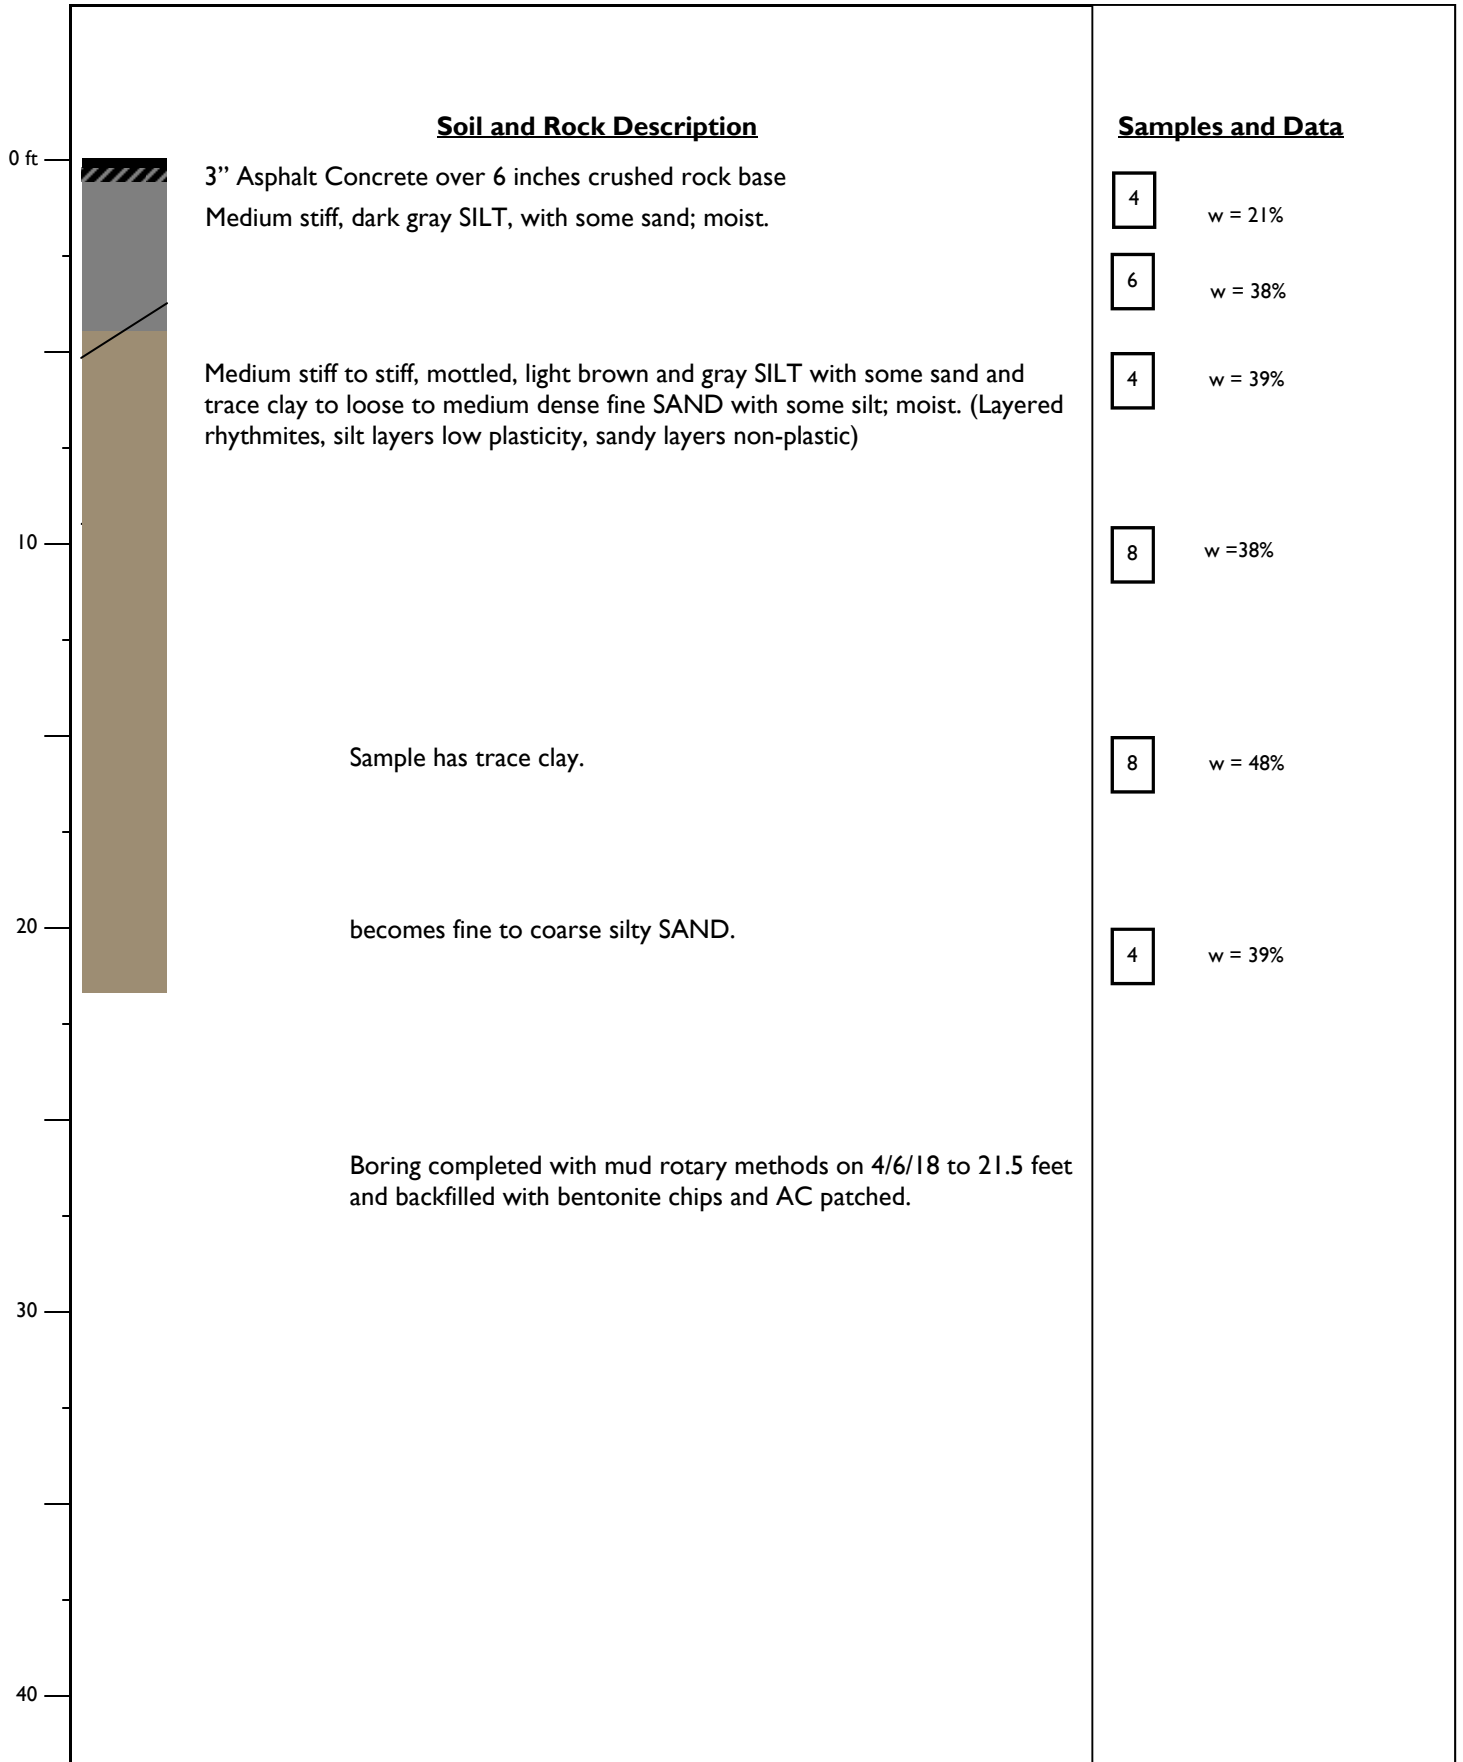 Soil and Rock Description
Samples and Data
0 ft
3” Asphalt Concrete over 6 inches crushed rock base
4
Medium stiff, dark gray SILT, with some sand; moist.
w = 21%
6
w = 38%
Medium stiff to stiff, mottled, light brown and gray SILT with some sand and
trace clay to loose to medium dense fine SAND with some silt; moist. (Layered
rhythmites, silt layers low plasticity, sandy layers non-plastic)
4
w = 39%
10
8
w =38%
Sample has trace clay.
8
w = 48%
20
becomes fine to coarse silty SAND.
4
w = 39%
Boring completed with mud rotary methods on 4/6/18 to 21.5 feet
and backfilled with bentonite chips and AC patched.
30
40